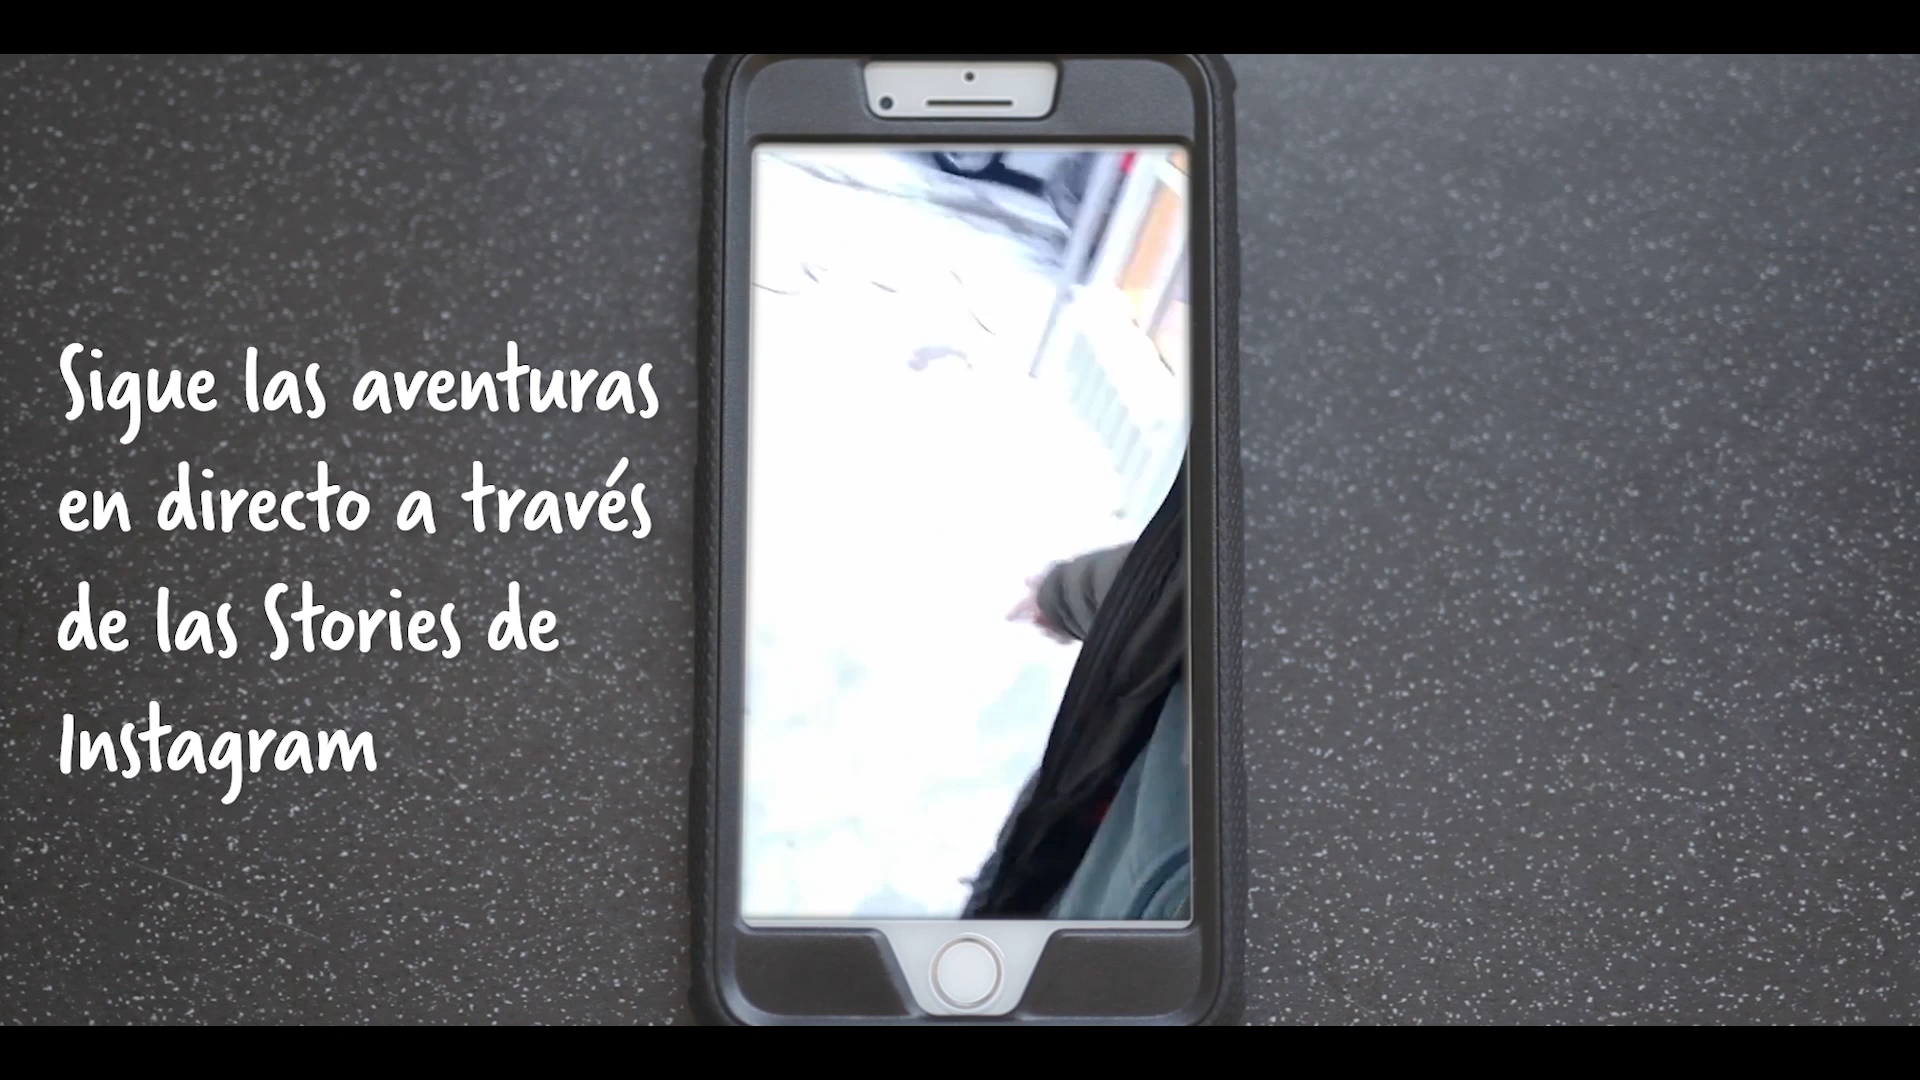 Sigue las aventuras
en directo a través
de las Stories de
Instagram